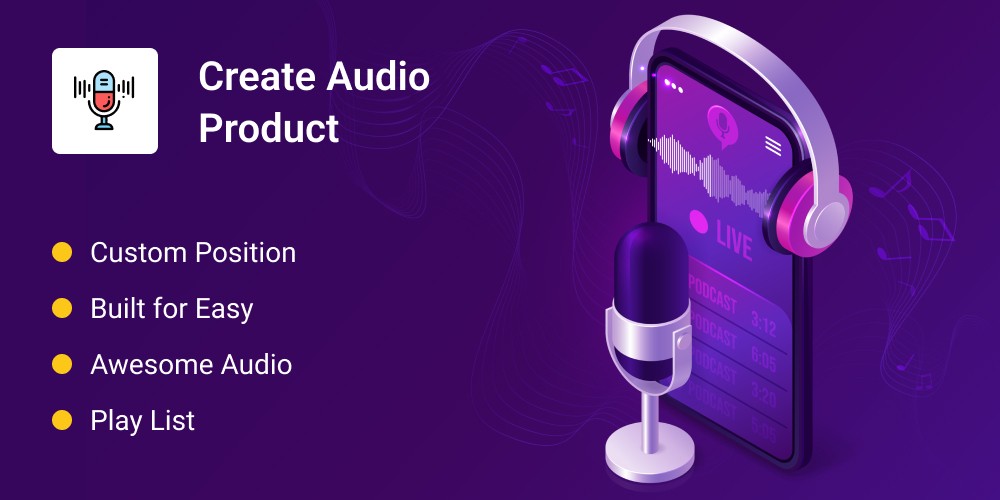 Create Audio
Product
Custom Position
Built for Easy
Awesome Audio
Play List
LIVE
PODCAST 3:12
PODCAST 6:05
PODCAST 3:20
PODCAST